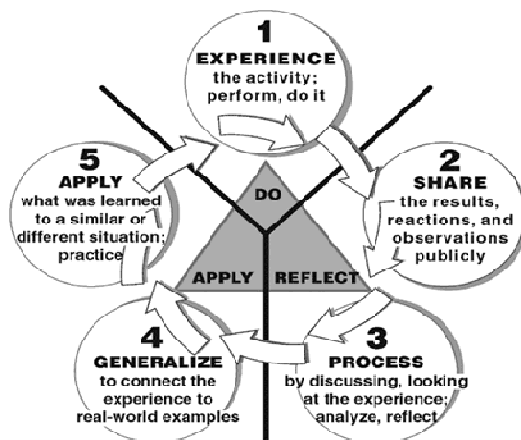 1
EXPERIENCE
the activity;
perform, do it
2
SHARE
the results,
reactions, and
observations
publicly
3
PROCESS
by discussing, looking
at the experience;
analyze, reflect
4
GENERALIZE
to connect the
experience to
real-world examples
5
APPLY
what was learned
to a similar or
different situation;
practice
DO
APPLY
REFLECT